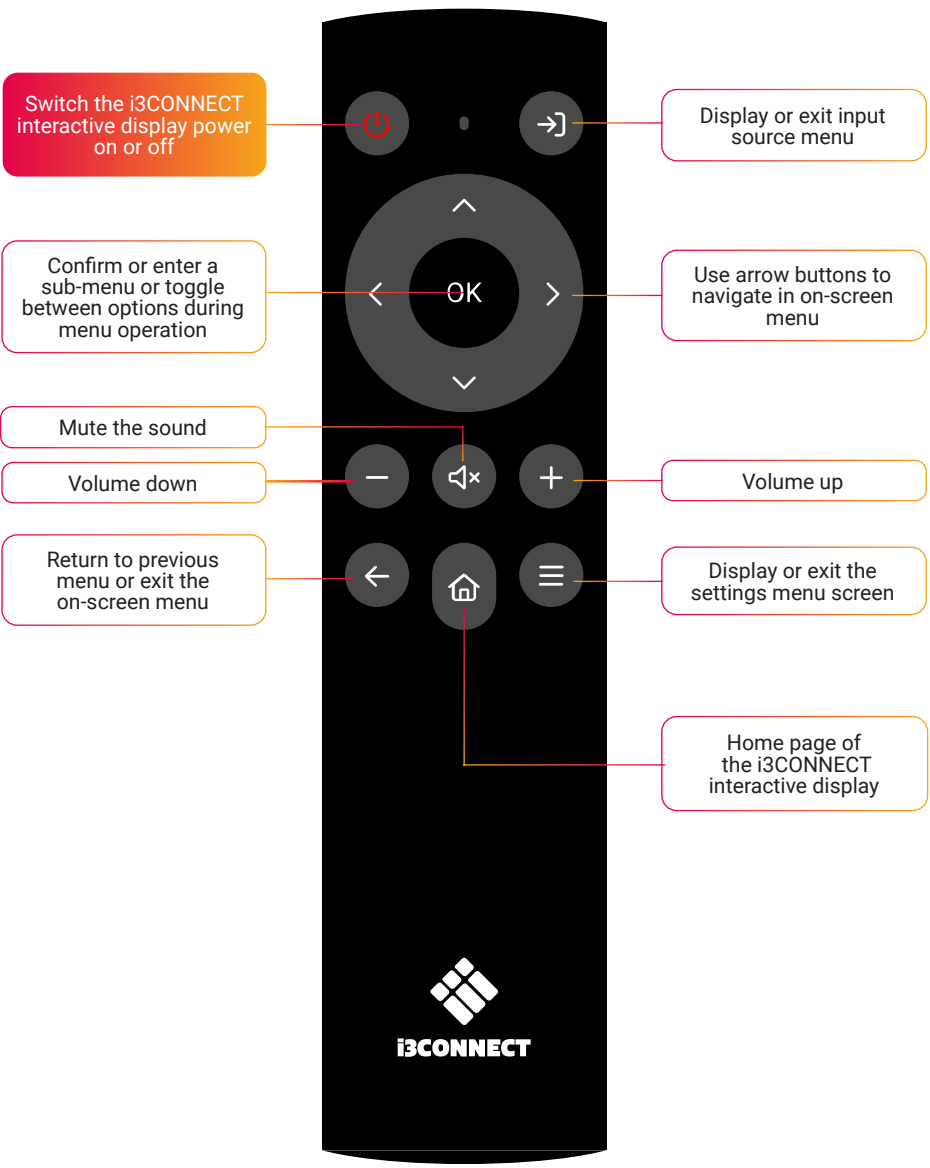 Switch the i3CONNECT
interactive display power
on or off
Display or exit input
source menu
Confirm or enter a
sub-menu or toggle
between options during
menu operation
OK
Use arrow buttons to
navigate in on-screen
menu
Mute the sound
Volume down
Volume up
Return to previous
menu or exit the
on-screen menu
Display or exit the
settings menu screen
Home page of
the i3CONNECT
interactive display
i3CONNECT